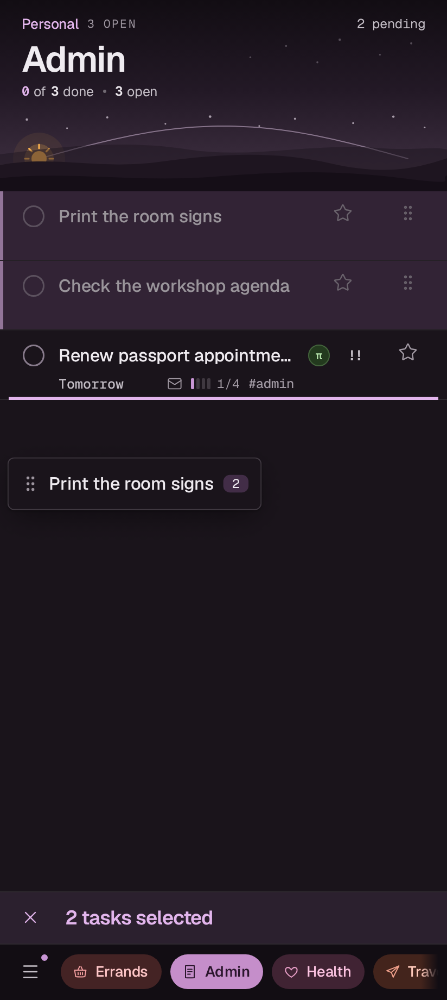 Personal 3 OPEN 2 pending
Admin
0 of 3 done • 3 open
Print the room signs
Check the workshop agenda
Renew passport appointme… π !!
Tomorrow 1/4 #admin
Print the room signs 2
2 tasks selected
Errands Admin Health Trav